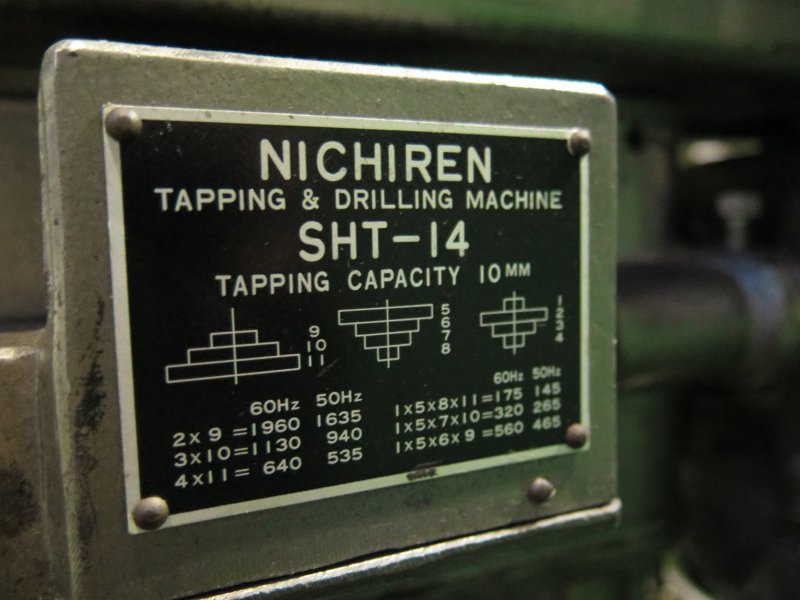 NICHIREN
TAPPING & DRILLING MACHINE
SHT-14
TAPPING CAPACITY 10MM
9
10
11
5
6
7
8
1
2
3
4
60Hz 50Hz
2x9=1960 1635
3x10=1130 940
4x11= 640 535
60Hz 50Hz
1x5x8x11=175 145
1x5x7x10=320 265
1x5x6x9=560 465